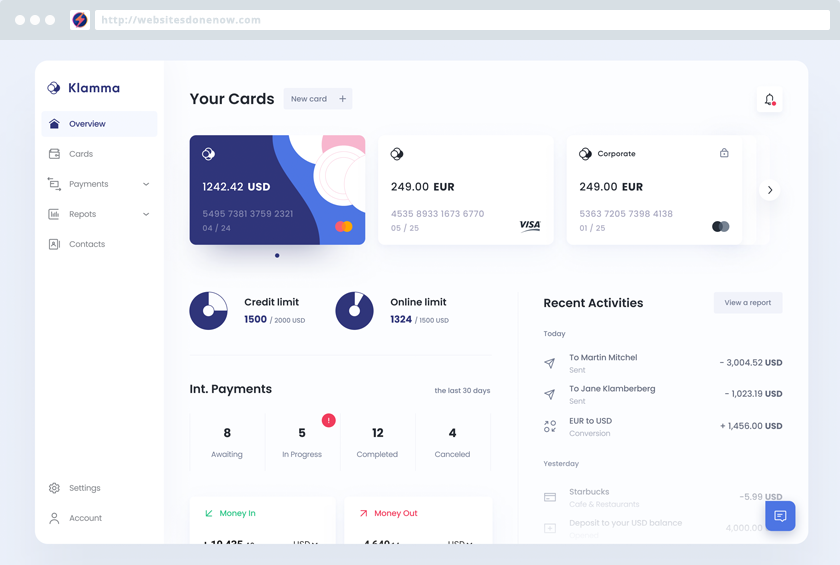 http://websitesdonenow.com
Klamma
Overview
Cards
Payments
Repots
Contacts
Settings
Account
Your Cards
New card +
1242.42 USD
5495 7381 3759 2321
04 / 24
249.00 EUR
4535 8933 1673 6770
05 / 25
VISA
Corporate
249.00 EUR
5363 7205 7398 4138
01 / 25
Credit limit
1500 / 2000 USD
Online limit
1324 / 1500 USD
Int. Payments
the last 30 days
8
Awaiting
5
In Progress
!
12
Completed
4
Canceled
Money In
Money Out
Recent Activities
View a report
Today
To Martin Mitchel
Sent
- 3,004.52 USD
To Jane Klamberg
Sent
- 1,023.19 USD
EUR to USD
Conversion
+ 1,456.00 USD
Yesterday
Starbucks
Cafe & Restaurants
-5.99 USD
Deposit to your USD balance
4,000.00